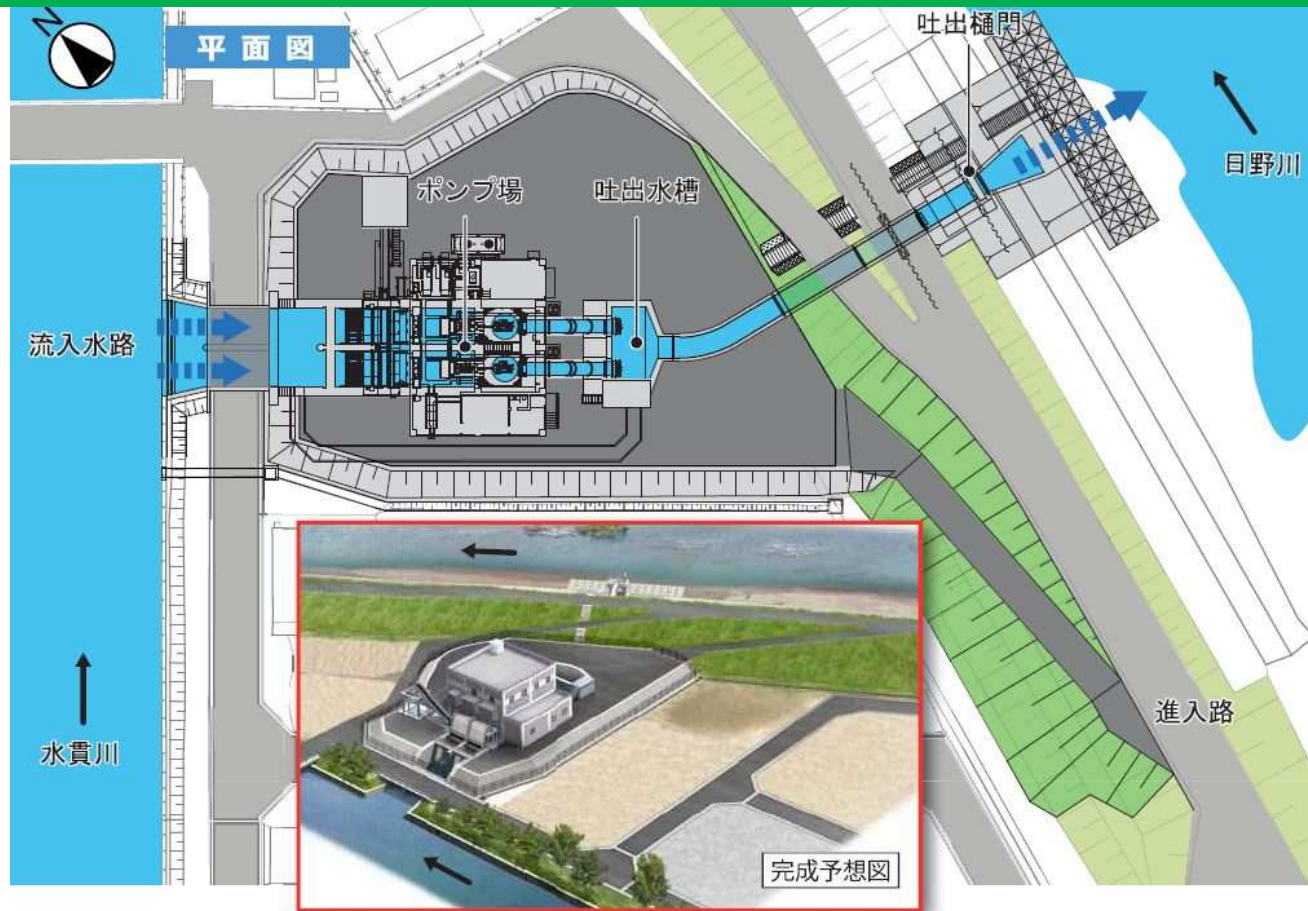 N
平面図
吐出樋門
日野川
ポンプ場
吐出水槽
流入水路
水貫川
進入路
完成予想図